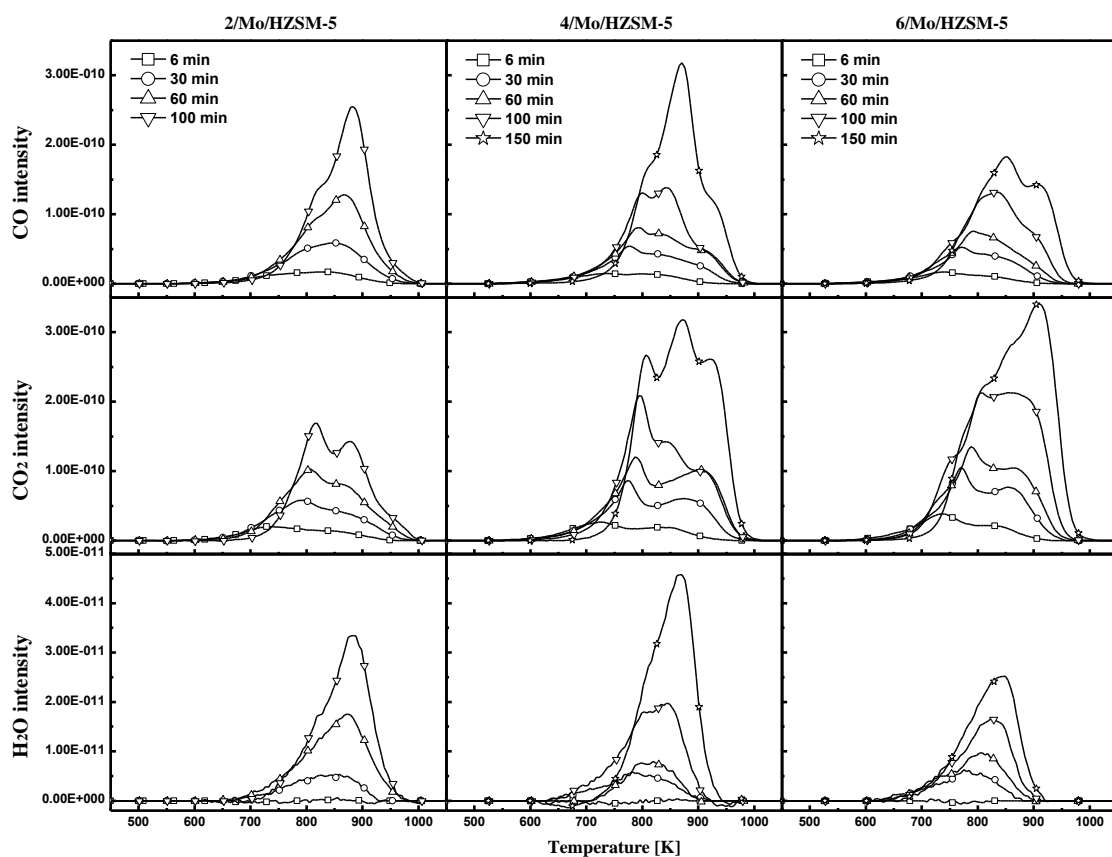 2/Mo/HZSM-5 4/Mo/HZSM-5 6/Mo/HZSM-5
6 min
30 min
60 min
100 min
6 min
30 min
60 min
100 min
150 min
6 min
30 min
60 min
100 min
150 min
CO intensity
3.00E-010
2.00E-010
1.00E-010
0.00E+000
CO2 intensity
3.00E-010
2.00E-010
1.00E-010
0.00E+000
H2O intensity
5.00E-011
4.00E-011
3.00E-011
2.00E-011
1.00E-011
0.00E+000
500 600 700 800 900 1000 500 600 700 800 900 1000 500 600 700 800 900 1000
Temperature [K]